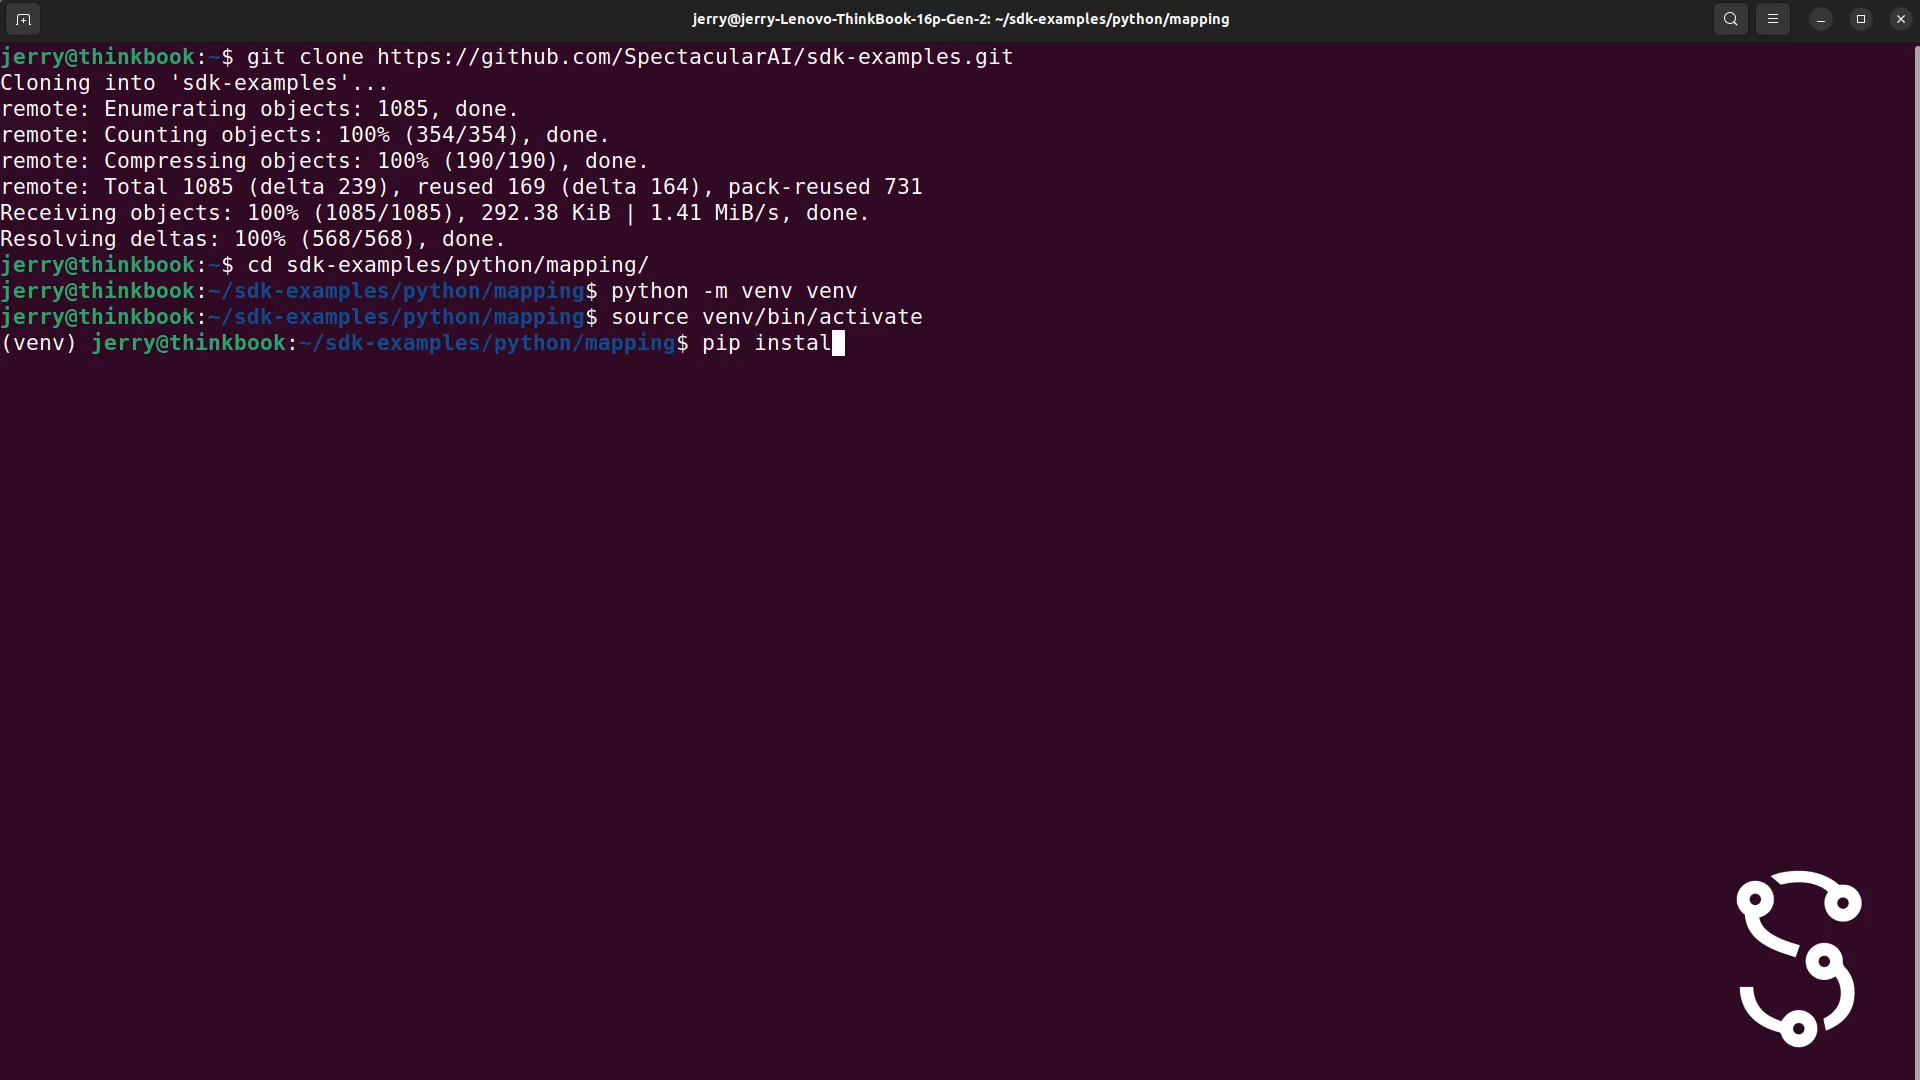 jerry@jerry-Lenovo-ThinkBook-16p-Gen-2: ~/sdk-examples/python/mapping
jerry@thinkbook:~$ git clone https://github.com/SpectacularAI/sdk-examples.git
Cloning into 'sdk-examples'...
remote: Enumerating objects: 1085, done.
remote: Counting objects: 100% (354/354), done.
remote: Compressing objects: 100% (190/190), done.
remote: Total 1085 (delta 239), reused 169 (delta 164), pack-reused 731
Receiving objects: 100% (1085/1085), 292.38 KiB | 1.41 MiB/s, done.
Resolving deltas: 100% (568/568), done.
jerry@thinkbook:~$ cd sdk-examples/python/mapping/
jerry@thinkbook:~/sdk-examples/python/mapping$ python -m venv venv
jerry@thinkbook:~/sdk-examples/python/mapping$ source venv/bin/activate
(venv) jerry@thinkbook:~/sdk-examples/python/mapping$ pip instal